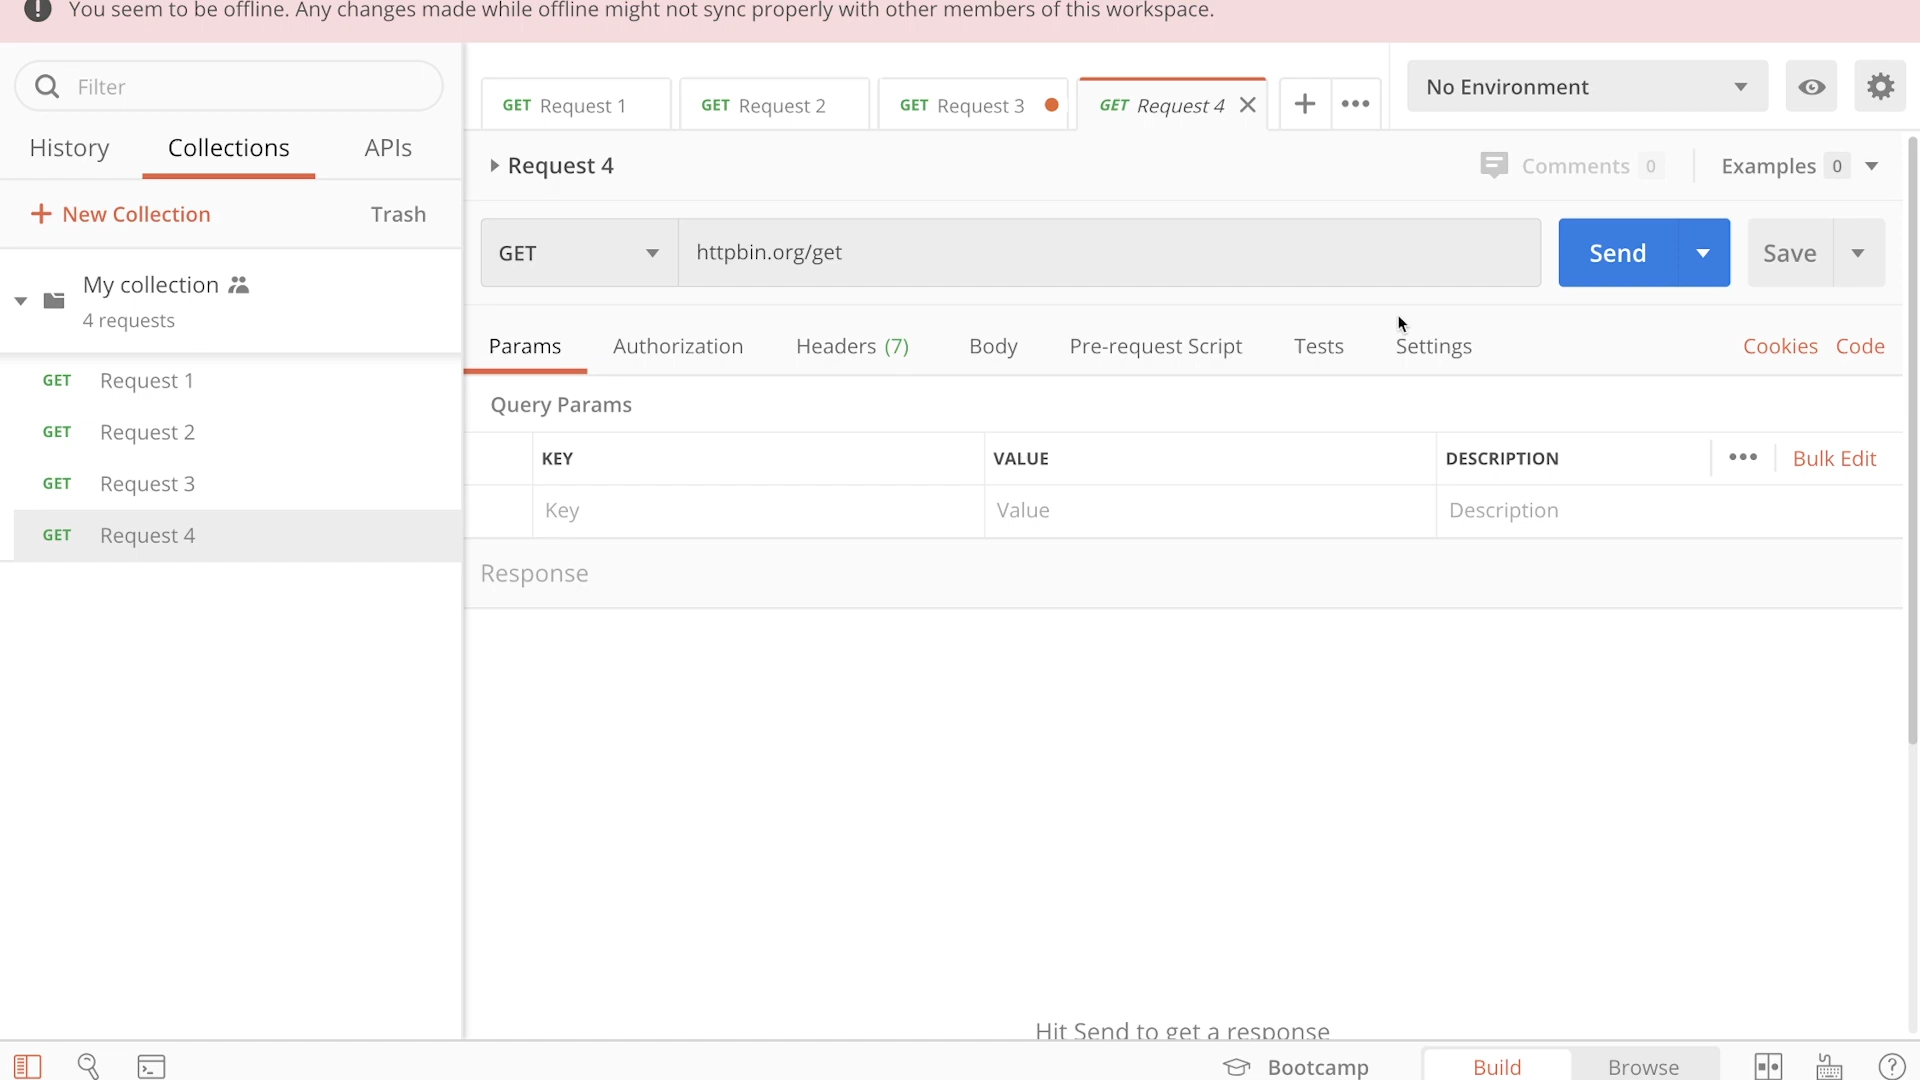 You seem to be offline. Any changes made while offline might not sync properly with other members of this workspace.
Filter
GET Request 1
GET Request 2
GET Request 3
GET Request 4
No Environment
History
Collections
APIs
Request 4
Comments 0
Examples 0
New Collection
Trash
GET
httpbin.org/get
Send
Save
My collection
4 requests
Params
Authorization
Headers (7)
Body
Pre-request Script
Tests
Settings
Cookies
Code
GET Request 1
GET Request 2
GET Request 3
GET Request 4
Query Params
KEY
VALUE
DESCRIPTION
Bulk Edit
Key
Value
Description
Response
Hit Send to get a response
Bootcamp
Build
Browse